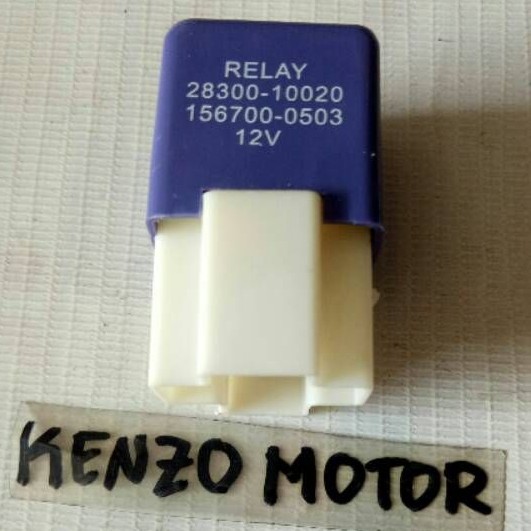 RELAY
28300-10020
156700-0503
12V
KENZO MOTOR